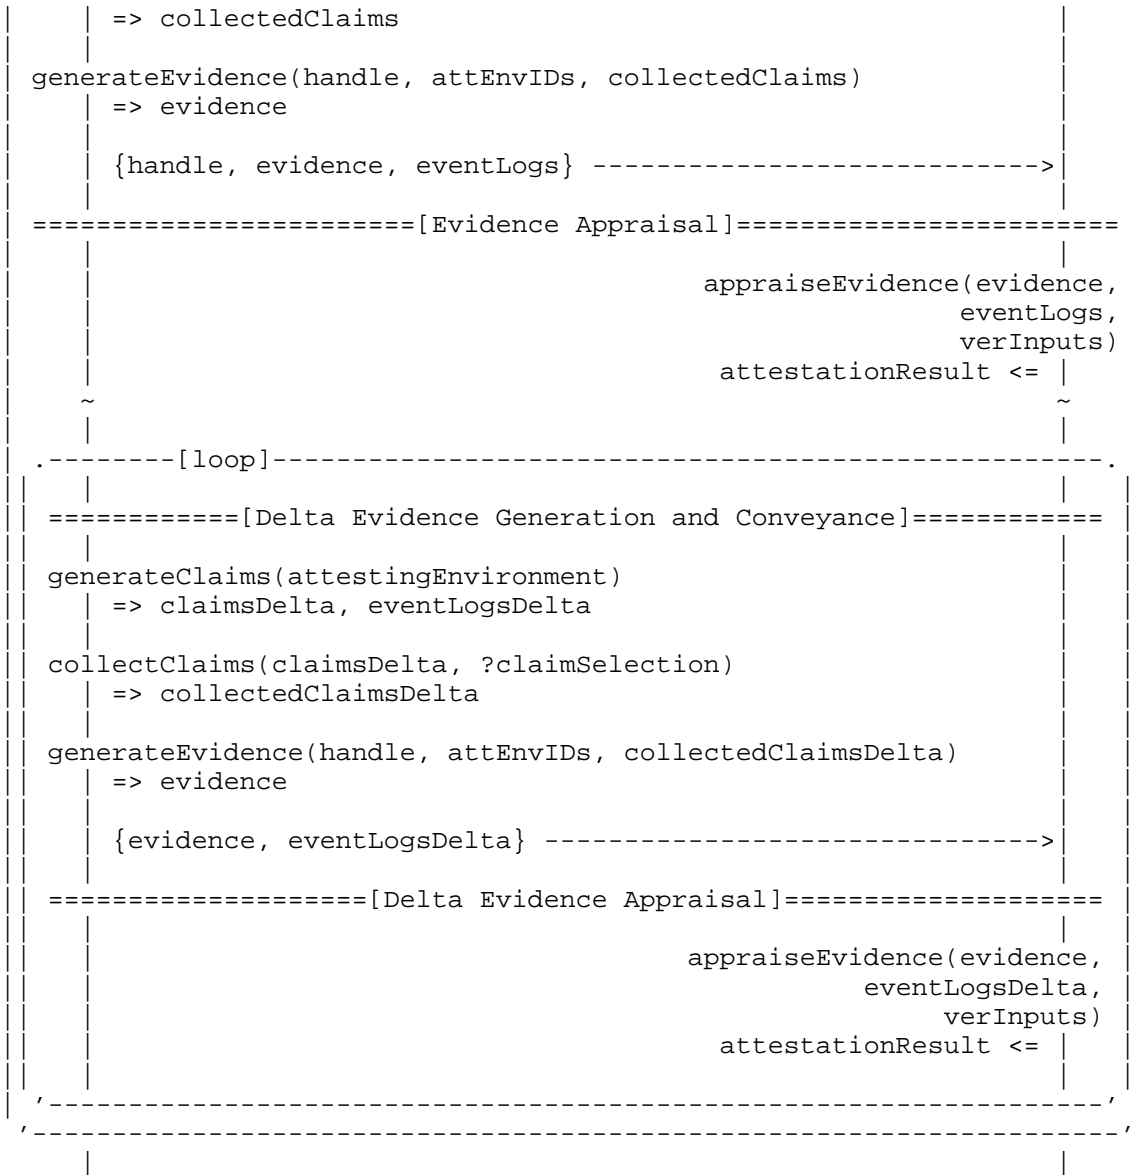 => collectedClaims
generateEvidence(handle, attEnvIDs, collectedClaims)
=> evidence
{handle, evidence, eventLogs} ---------------------------->|
========================[Evidence Appraisal]========================
appraiseEvidence(evidence,
eventLogs,
verInputs)
attestationResult <= |
~ ~
.--------[loop]----------------------------------------------------.
============[Delta Evidence Generation and Conveyance]============
generateClaims(attestingEnvironment)
=> claimsDelta, eventLogsDelta
collectClaims(claimsDelta, ?claimSelection)
=> collectedClaimsDelta
generateEvidence(handle, attEnvIDs, collectedClaimsDelta)
=> evidence
{evidence, eventLogsDelta} ------------------------------->|
====================[Delta Evidence Appraisal]====================
appraiseEvidence(evidence,
eventLogsDelta,
verInputs)
attestationResult <= |